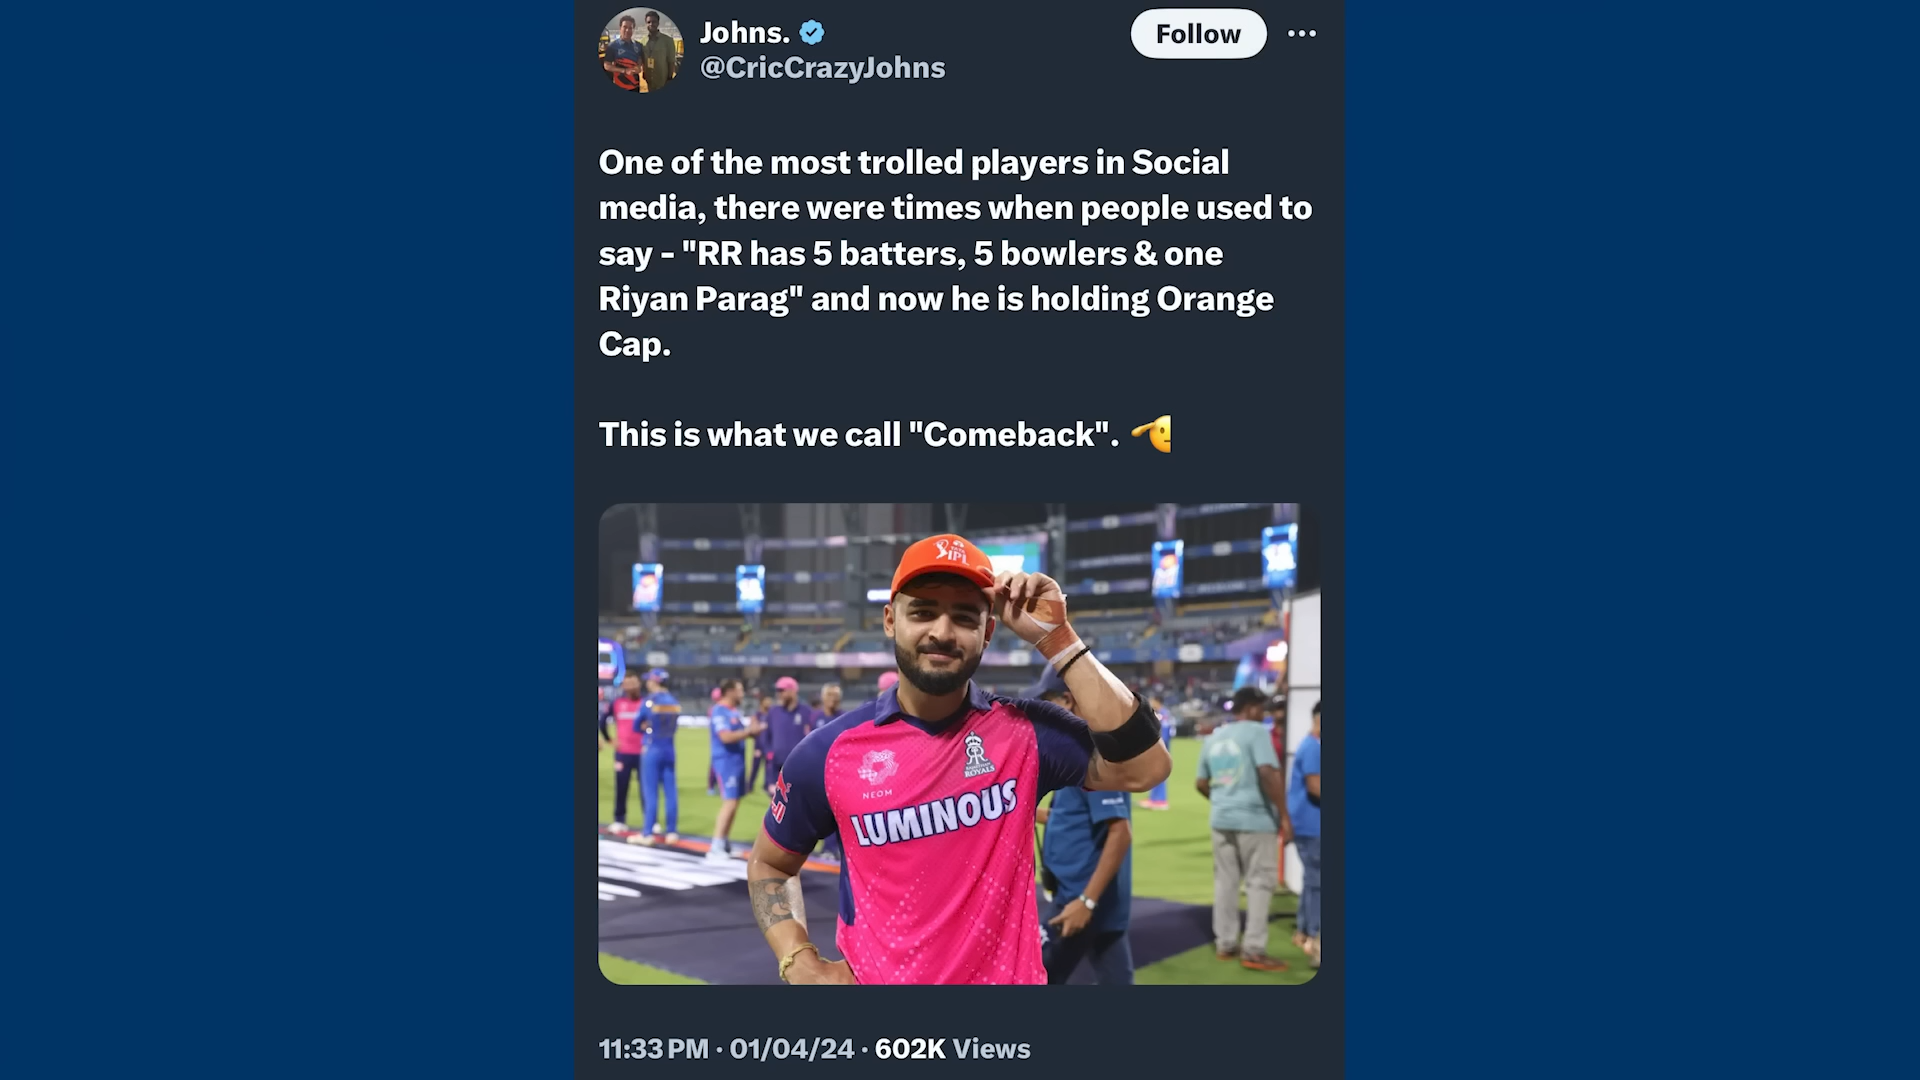 Johns.
@CricCrazyJohns
Follow
One of the most trolled players in Social
media, there were times when people used to
say - "RR has 5 batters, 5 bowlers & one
Riyan Parag" and now he is holding Orange
Cap.
This is what we call "Comeback".
IPL
ROYALS
NEOM
LUMINOUS
11:33 PM · 01/04/24 · 602K Views